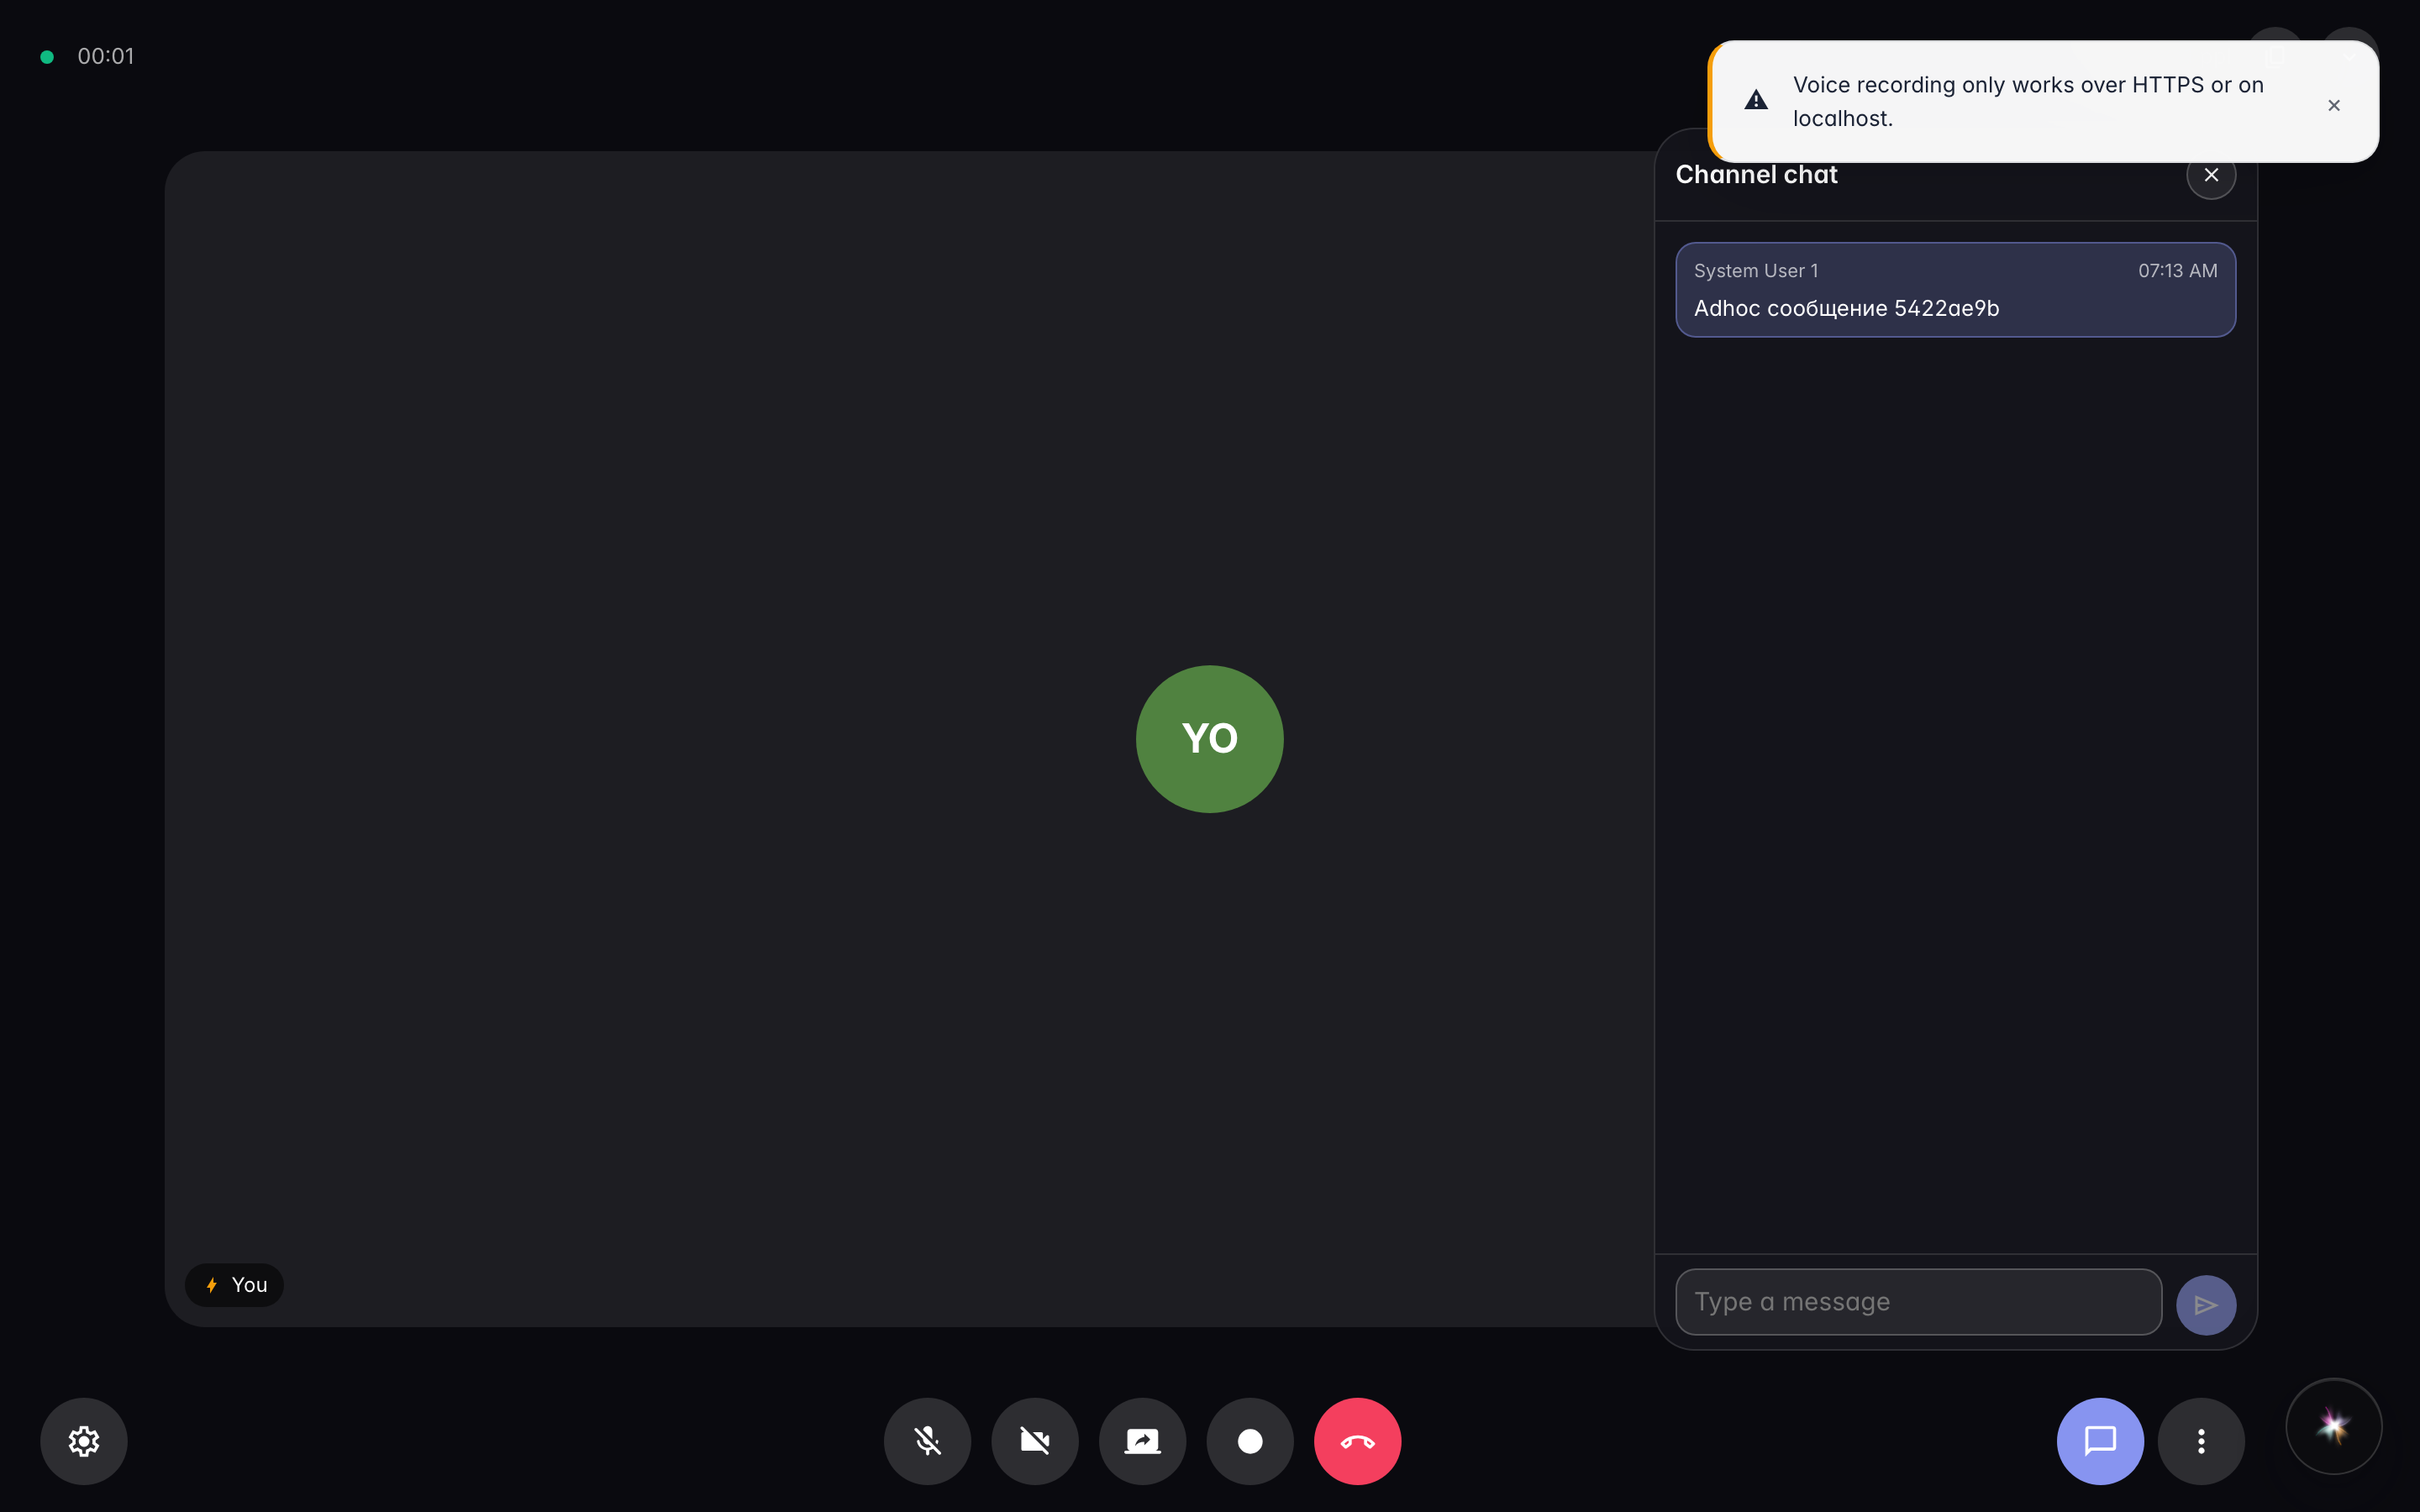 00:01
Voice recording only works over HTTPS or on
localhost.
Channel chat
System User 1 07:13 AM
Adhoc сообщение 5422ae9b
YO
You
Type a message